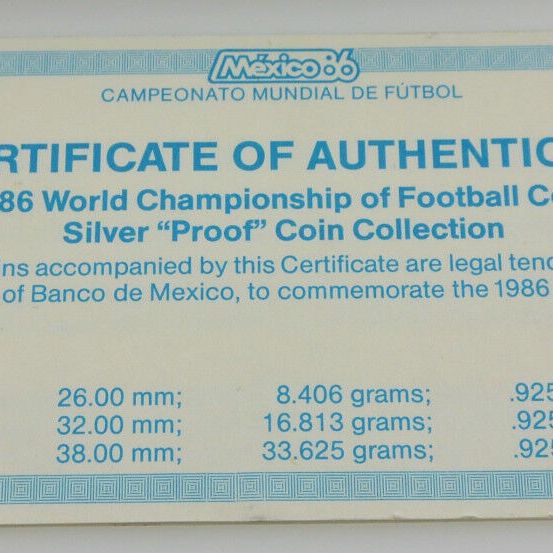 México86
CAMPEONATO MUNDIAL DE FÚTBOL
RTIFICATE OF AUTHENTIC
86 World Championship of Football Co
Silver “Proof” Coin Collection
ns accompanied by this Certificate are legal tend
of Banco de Mexico, to commemorate the 1986
26.00 mm; 8.406 grams; .925
32.00 mm; 16.813 grams; .925
38.00 mm; 33.625 grams; .925